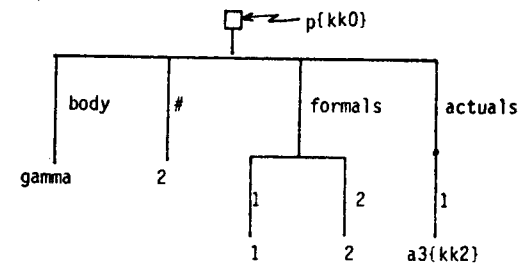 p{kk0}
body # formals actuals
gamma 2 1 2 1
1 2 a3{kk2}